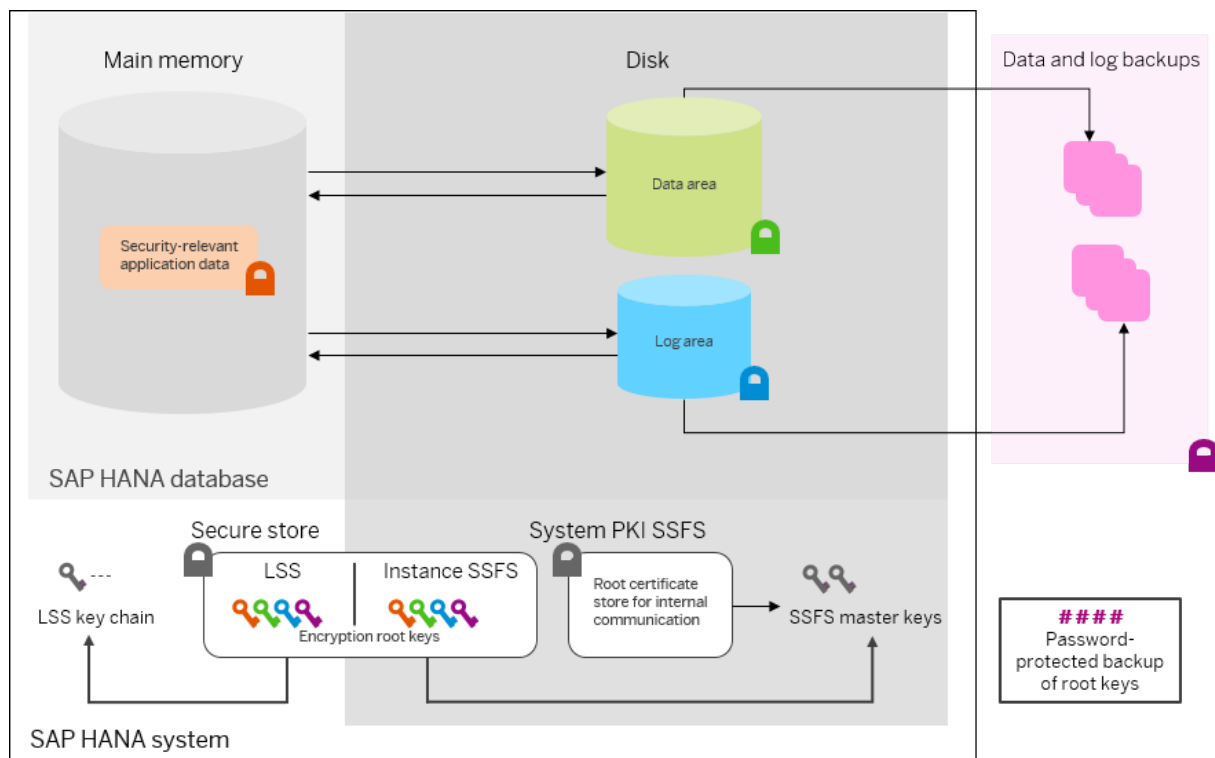 Main memory
Disk
Data and log backups
Data area
Security-relevant
application data
Log area
SAP HANA database
Secure store
System PKI SSFS
---
LSS
Instance SSFS
Root certificate
store for internal
communication
LSS key chain
Encryption root keys
SSFS master keys
####
Password-
protected backup
of root keys
SAP HANA system